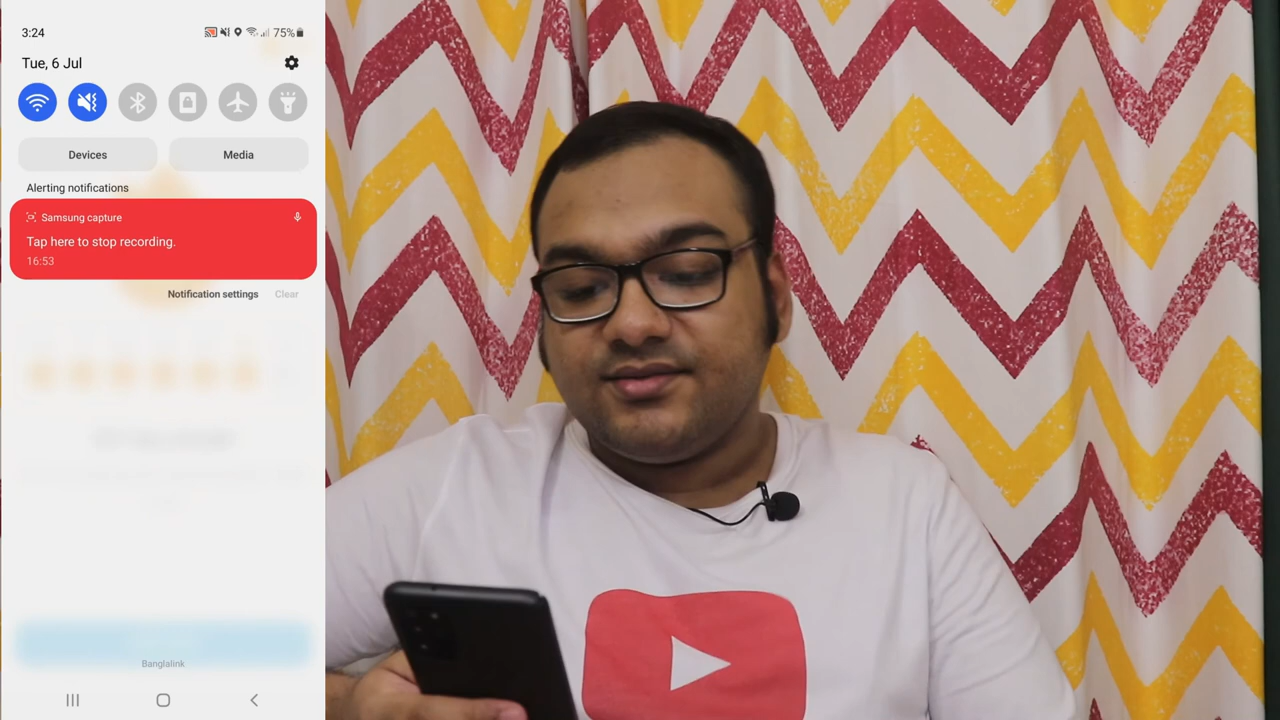 3:24
75%
Tue, 6 Jul
Devices
Media
Alerting notifications
Samsung capture
Tap here to stop recording.
16:53
Notification settings
Clear
Banglalink